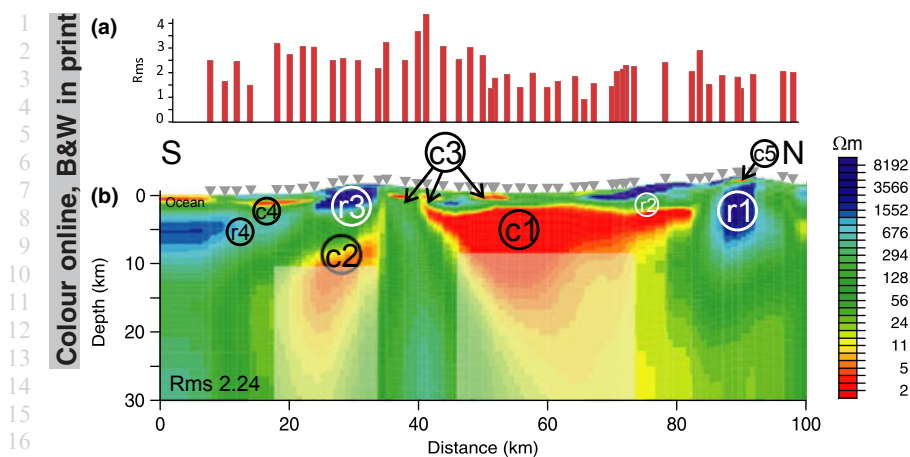 1
2
3
4
5
6
7
8
9
10
11
12
13
14
15
16
Colour online, B&W in print
(a)
Rms
4
3
2
1
0
S
N
c3
c5
(b)
Ocean
c4
r4
r3
c2
c1
r2
r1
Rms 2.24
Depth (km)
0
10
20
30
0 20 40 60 80 100
Distance (km)
Ωm
8192
3566
1552
676
294
128
56
24
11
5
2